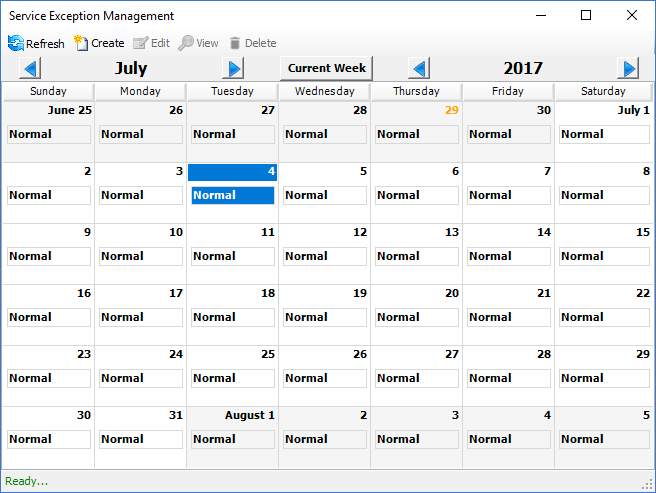 Service Exception Management
Refresh Create Edit View Delete
July Current Week 2017
Sunday Monday Tuesday Wednesday Thursday Friday Saturday
June 25 26 27 28 29 30 July 1
Normal Normal Normal Normal Normal Normal Normal
2 3 4 5 6 7 8
Normal Normal Normal Normal Normal Normal Normal
9 10 11 12 13 14 15
Normal Normal Normal Normal Normal Normal Normal
16 17 18 19 20 21 22
Normal Normal Normal Normal Normal Normal Normal
23 24 25 26 27 28 29
Normal Normal Normal Normal Normal Normal Normal
30 31 August 1 2 3 4 5
Normal Normal Normal Normal Normal Normal Normal
Ready...